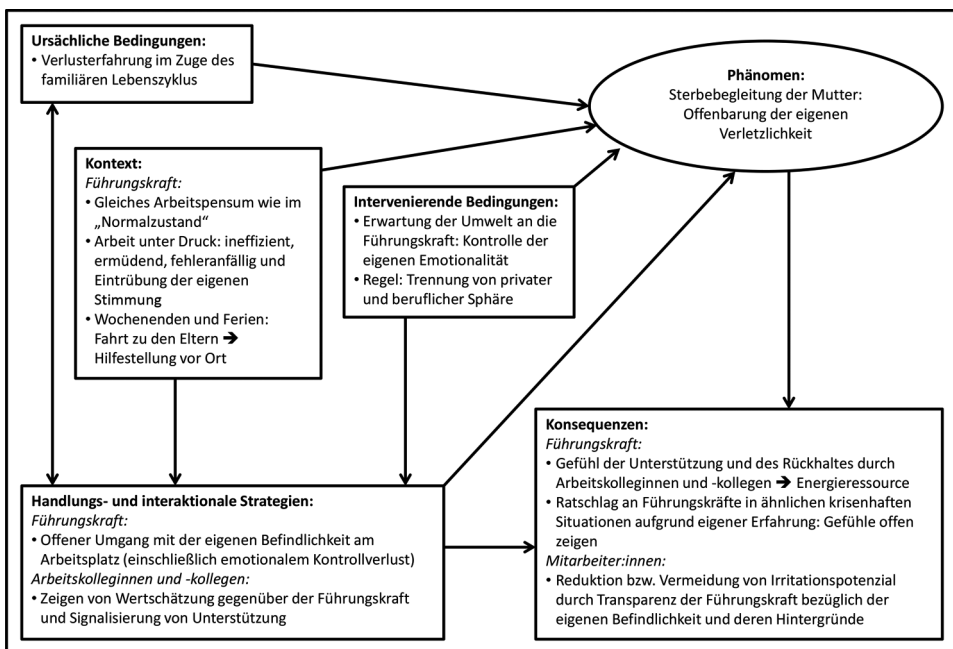 Ursächliche Bedingungen:
• Verlusterfahrung im Zuge des
familiären Lebenszyklus
Phänomen:
Sterbebegleitung der Mutter:
Offenbarung der eigenen
Verletzlichkeit
Kontext:
Führungskraft:
• Gleiches Arbeitspensum wie im
„Normalzustand“
• Arbeit unter Druck: ineffizient,
ermüdend, fehleranfällig und
Eintrübung der eigenen
Stimmung
• Wochenenden und Ferien:
Fahrt zu den Eltern ➔
Hilfestellung vor Ort
Intervenierende Bedingungen:
• Erwartung der Umwelt an die
Führungskraft: Kontrolle der
eigenen Emotionalität
• Regel: Trennung von privater
und beruflicher Sphäre
Handlungs- und interaktionale Strategien:
Führungskraft:
• Offener Umgang mit der eigenen Befindlichkeit am
Arbeitsplatz (einschließlich emotionalem Kontrollverlust)
Arbeitskolleginnen und -kollegen:
• Zeigen von Wertschätzung gegenüber der Führungskraft
und Signalisierung von Unterstützung
Konsequenzen:
Führungskraft:
• Gefühl der Unterstützung und des Rückhaltes durch
Arbeitskolleginnen und -kollegen ➔ Energieressource
• Ratschlag an Führungskräfte in ähnlichen krisenhaften
Situationen aufgrund eigener Erfahrung: Gefühle offen
zeigen
Mitarbeiter:innen:
• Reduktion bzw. Vermeidung von Irritationspotenzial
durch Transparenz der Führungskraft bezüglich der
eigenen Befindlichkeit und deren Hintergründe